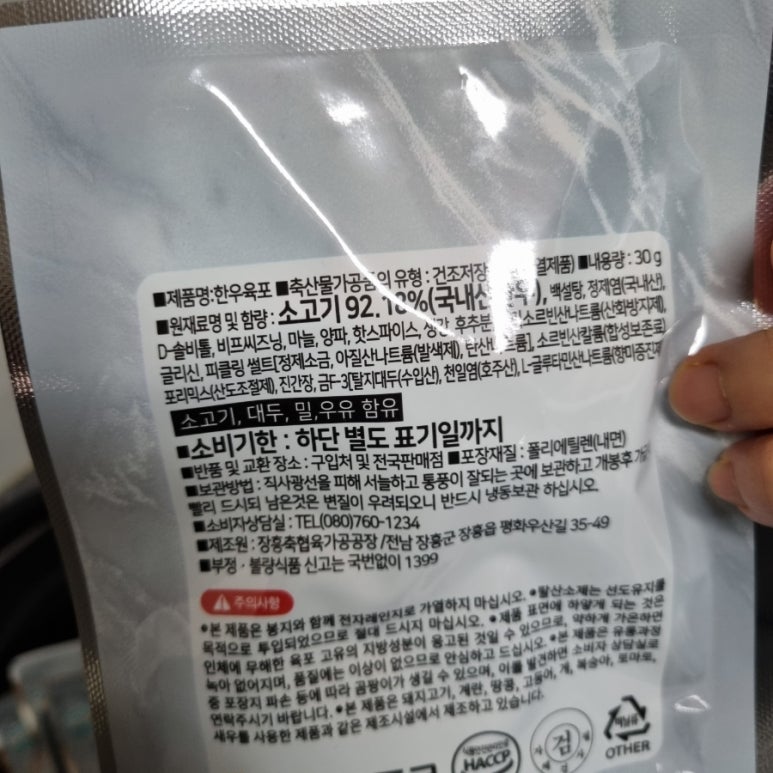 ■제품명:한우육포 ■축산물가공품의 유형 : 건조저장 ■내용량 : 30 g
■원재료명 및 함량 : 소고기 92.18%(국내산, 백설탕, 정제염(국내산),
D-솔비톨, 비프씨즈닝, 마늘, 양파, 핫스파이스, 후추분 소르빈산나트륨(산화방지제),
글리신, 피클링 썰트[정제소금, 아질산나트륨(발색제), 소르빈산칼륨(합성보존료)
포리믹스(산도조절제), 진간장, 금F-3[탈지대두(수입산), 천일염(호주산), L-글루타민산나트륨(향미증진제
소고기, 대두, 밀,우유 함유
■소비기한 : 하단 별도 표기일까지
■반품 및 교환 장소 : 구입처 및 전국판매점 ■포장재질 : 폴리에틸렌(내면)
■보관방법 : 직사광선을 피해 서늘하고 통풍이 잘되는 곳에 보관하고 개봉후
빨리 드시되 남은것은 변질이 우려되오니 반드시 냉동보관 하십시오.
■소비자상담실 : TEL(080)760-1234
■제조원 : 장흥축협육가공공장 /전남 장흥군 장흥읍 평화우산길 35-49
■부정 · 불량식품 신고는 국번없이 1399
주의사항
●본 제품은 봉지와 함께 전자레인지로 가열하지 마십시오. ●탈산소제는 선도유지를
목적으로 투입되었으므로 절대 드시지 마십시오. ●제품 표면에 하얗게 되는 것은
인체에 무해한 육포 고유의 지방성분이 응고된 것일 수 있으므로, 약하게 가온하면
녹아 없어지며, 품질에는 이상이 없으므로 안심하고 드십시오. ●본 제품은 유통과정
중 포장지 파손 등에 따라 곰팡이가 생길 수 있으며, 이를 발견하면 소비자 상담실로
연락주시기 바랍니다. ●본 제품은 돼지고기, 계란, 땅콩, 고등어, 게, 복숭아, 토마토,
새우를 사용한 제품과 같은 제조시설에서 제조하고 있습니다.
HACCP
검
비닐류
OTHER